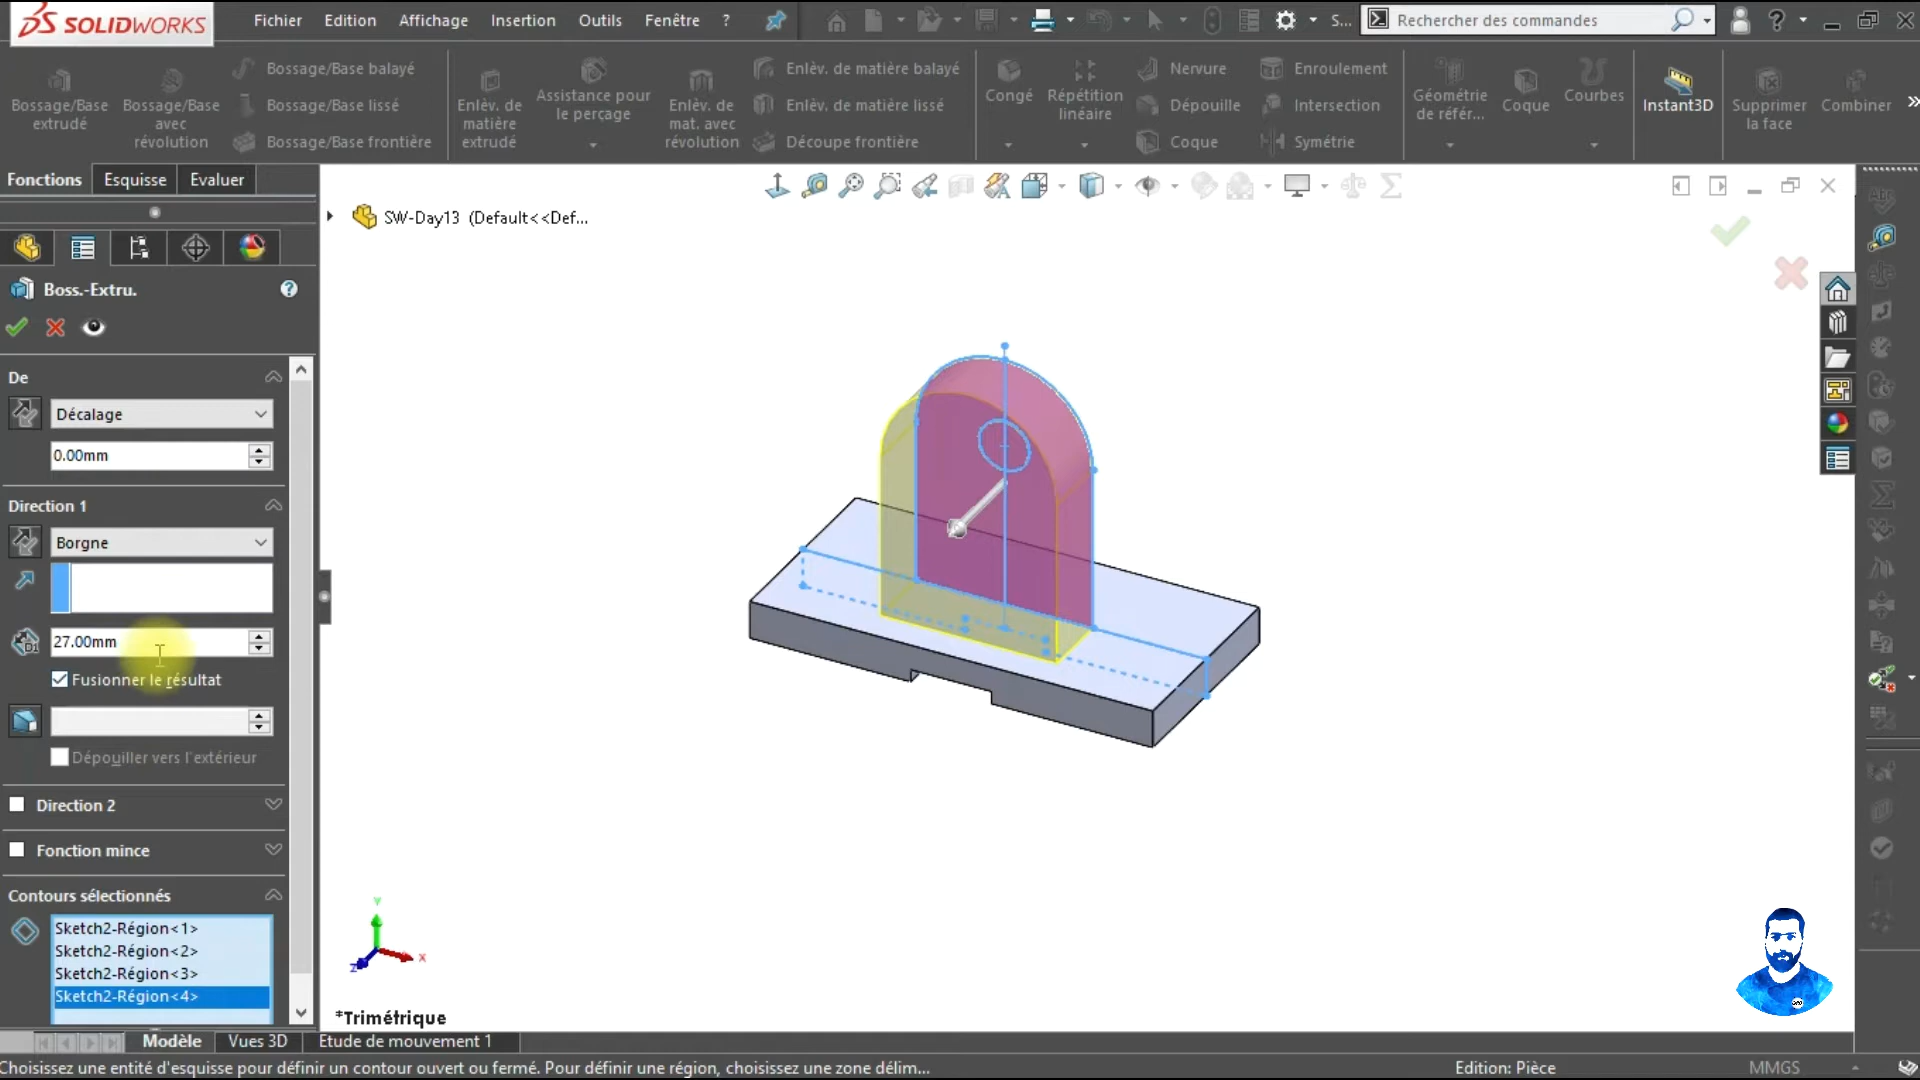 SOLIDWORKS
Fichier Edition Affichage Insertion Outils Fenêtre ?
S...
Rechercher des commandes
Bossage/Base extrudé
Bossage/Base avec révolution
Bossage/Base balayé
Bossage/Base lissé
Bossage/Base frontière
Enlèv. de matière extrudé
Assistance pour le perçage
Enlèv. de mat. avec révolution
Enlèv. de matière balayé
Enlèv. de matière lissé
Découpe frontière
Congé
Répétition linéaire
Nervure
Dépouille
Coque
Enroulement
Intersection
Symétrie
Géométrie de référ...
Coque
Courbes
Instant3D
Supprimer la face
Combiner
Fonctions Esquisse Evaluer
SW-Day13 (Default<<Def...
Boss.-Extru.
De
Décalage
0.00mm
Direction 1
Borgne
27.00mm
Fusionner le résultat
Dépouiller vers l'extérieur
Direction 2
Fonction mince
Contours sélectionnés
Sketch2-Région<1>
Sketch2-Région<2>
Sketch2-Région<3>
Sketch2-Région<4>
Y
X
Z
*Trimétrique
Modèle Vues 3D Etude de mouvement 1
Choisissez une entité d'esquisse pour définir un contour ouvert ou fermé. Pour définir une région, choisissez une zone délim...
Edition: Pièce
MMGS